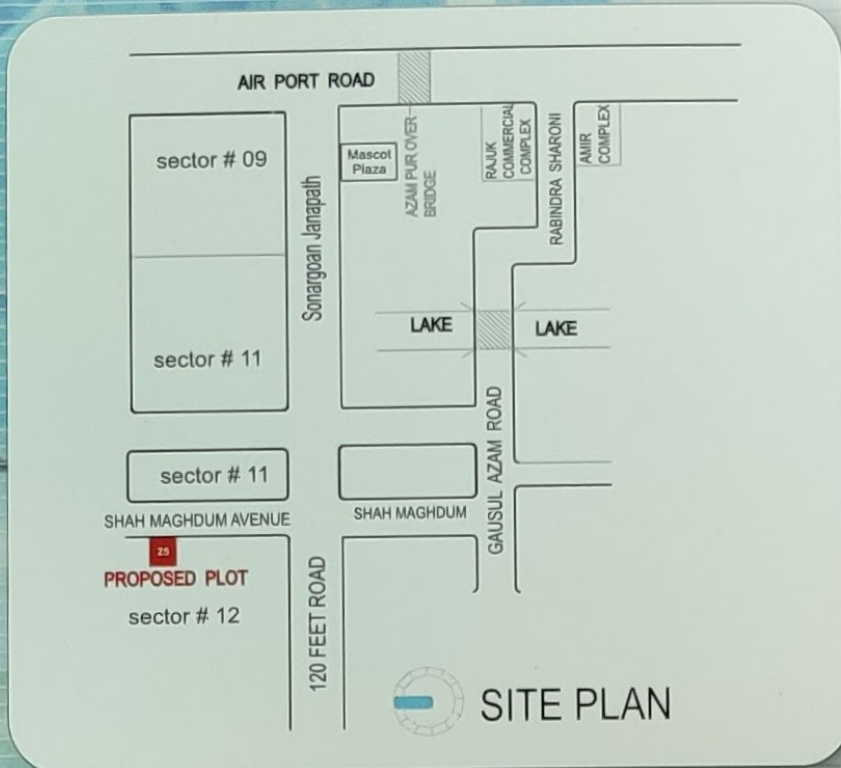 AIR PORT ROAD
sector # 09
Sonargoan Janapath
Mascot
Plaza
AZAM PUR OVER
BRIDGE
RAJUK
COMMERCIAL
COMPLEX
RABINDRA SHARONI
AMIR
COMPLEX
LAKE
LAKE
sector # 11
GAUSUL AZAM ROAD
sector # 11
SHAH MAGHDUM AVENUE
SHAH MAGHDUM
25
PROPOSED PLOT
sector # 12
120 FEET ROAD
SITE PLAN